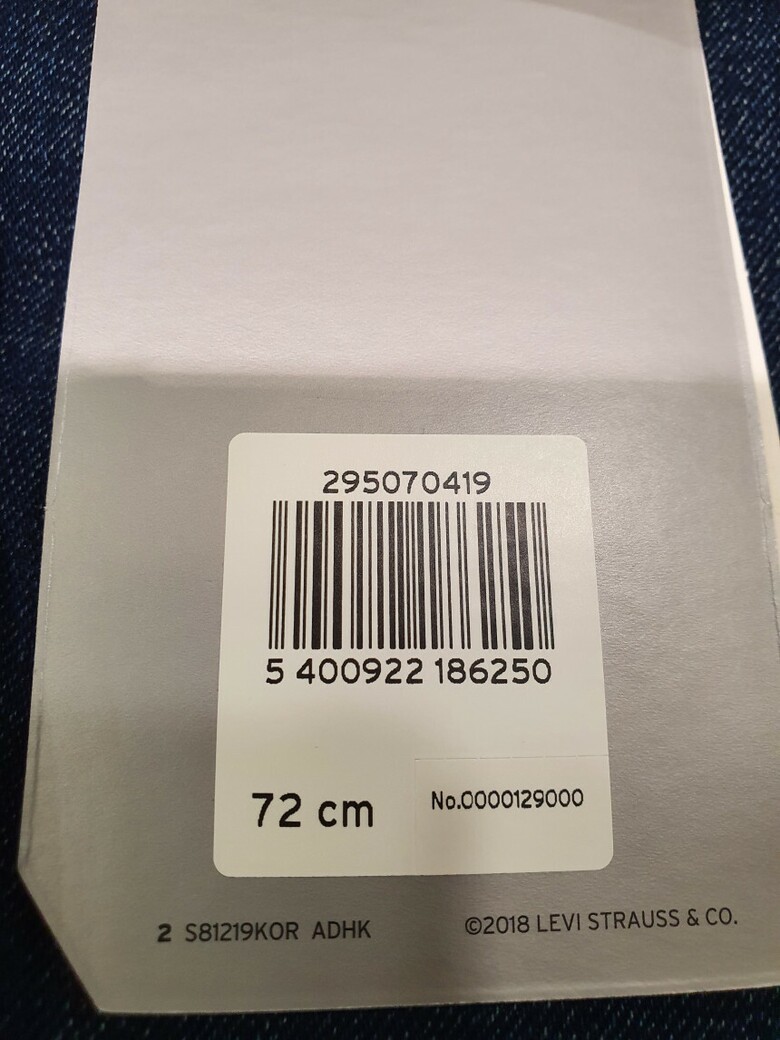 295070419
5 400922 186250
72 cm
No.0000129000
2 S81219KOR ADHK
©2018 LEVI STRAUSS & CO.